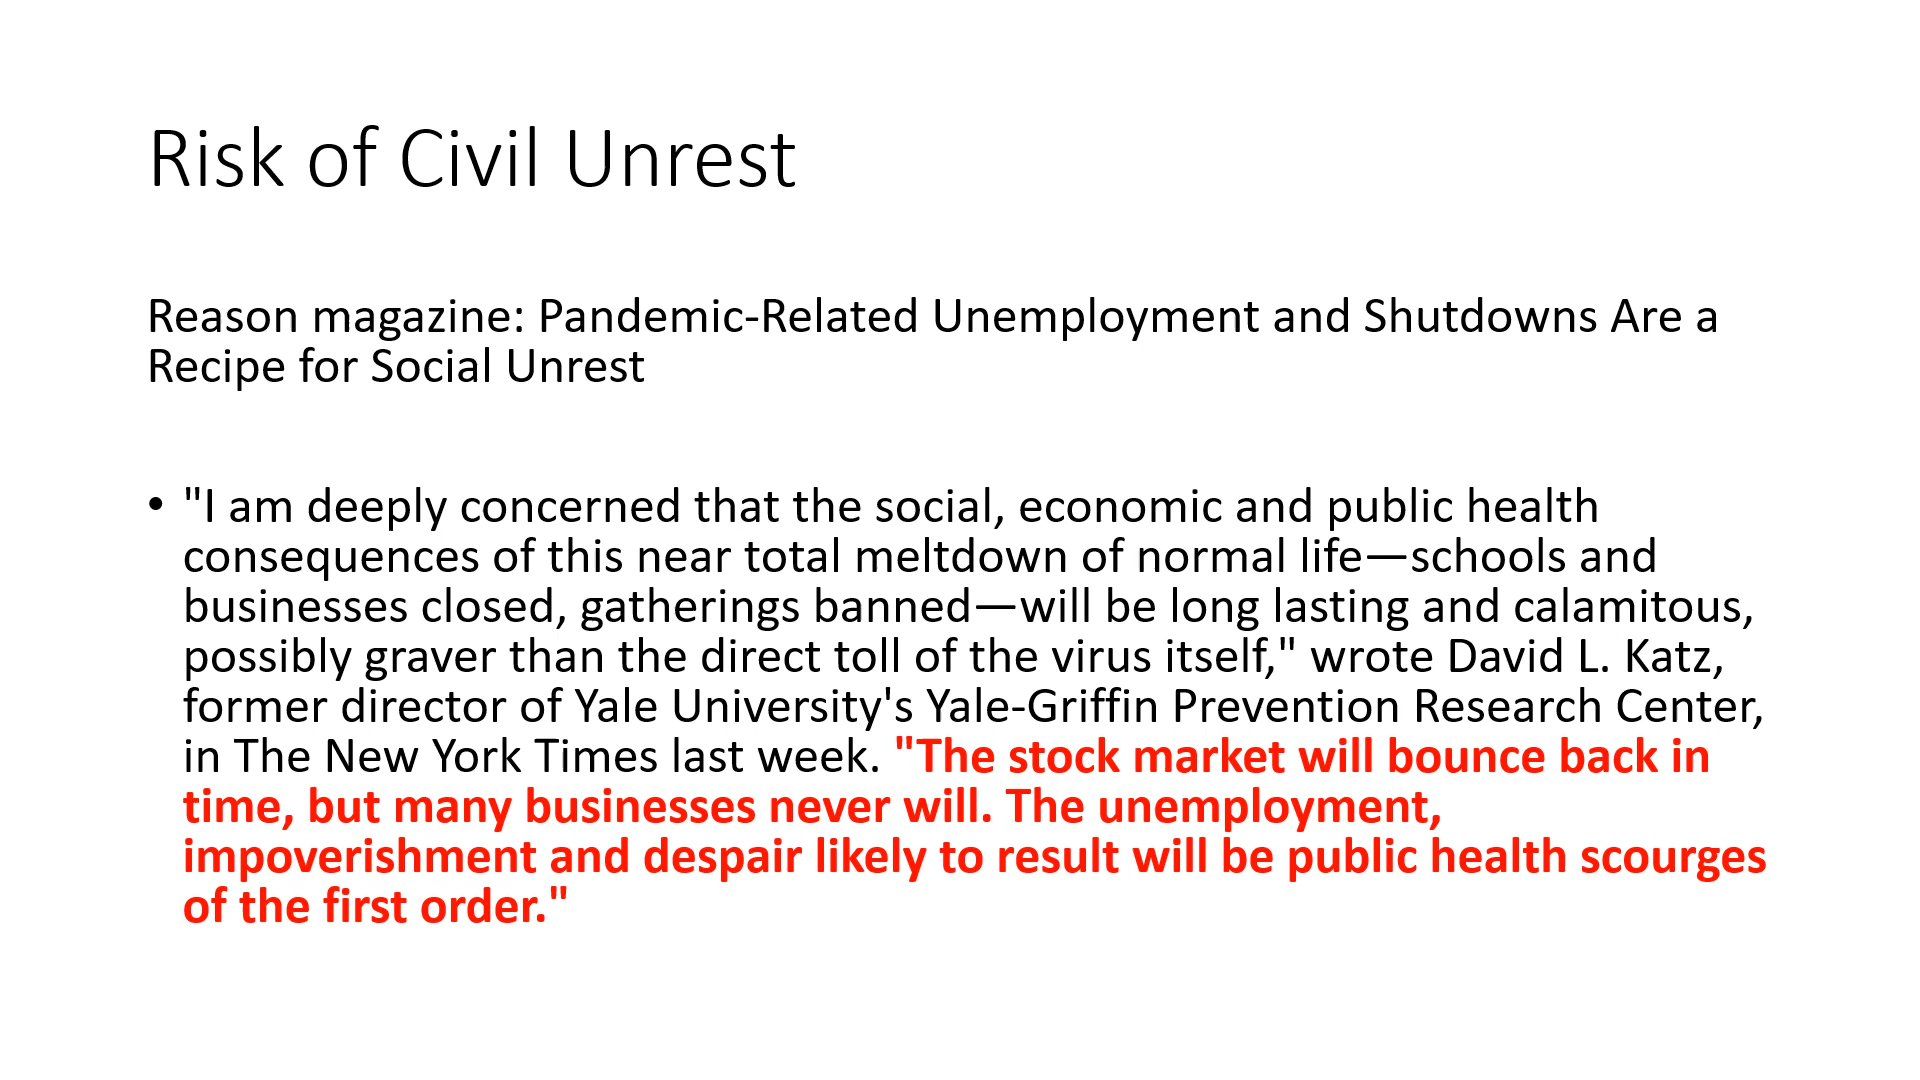 Risk of Civil Unrest
Reason magazine: Pandemic-Related Unemployment and Shutdowns Are a
Recipe for Social Unrest
• "I am deeply concerned that the social, economic and public health
consequences of this near total meltdown of normal life—schools and
businesses closed, gatherings banned—will be long lasting and calamitous,
possibly graver than the direct toll of the virus itself," wrote David L. Katz,
former director of Yale University's Yale-Griffin Prevention Research Center,
in The New York Times last week. "The stock market will bounce back in
time, but many businesses never will. The unemployment,
impoverishment and despair likely to result will be public health scourges
of the first order."